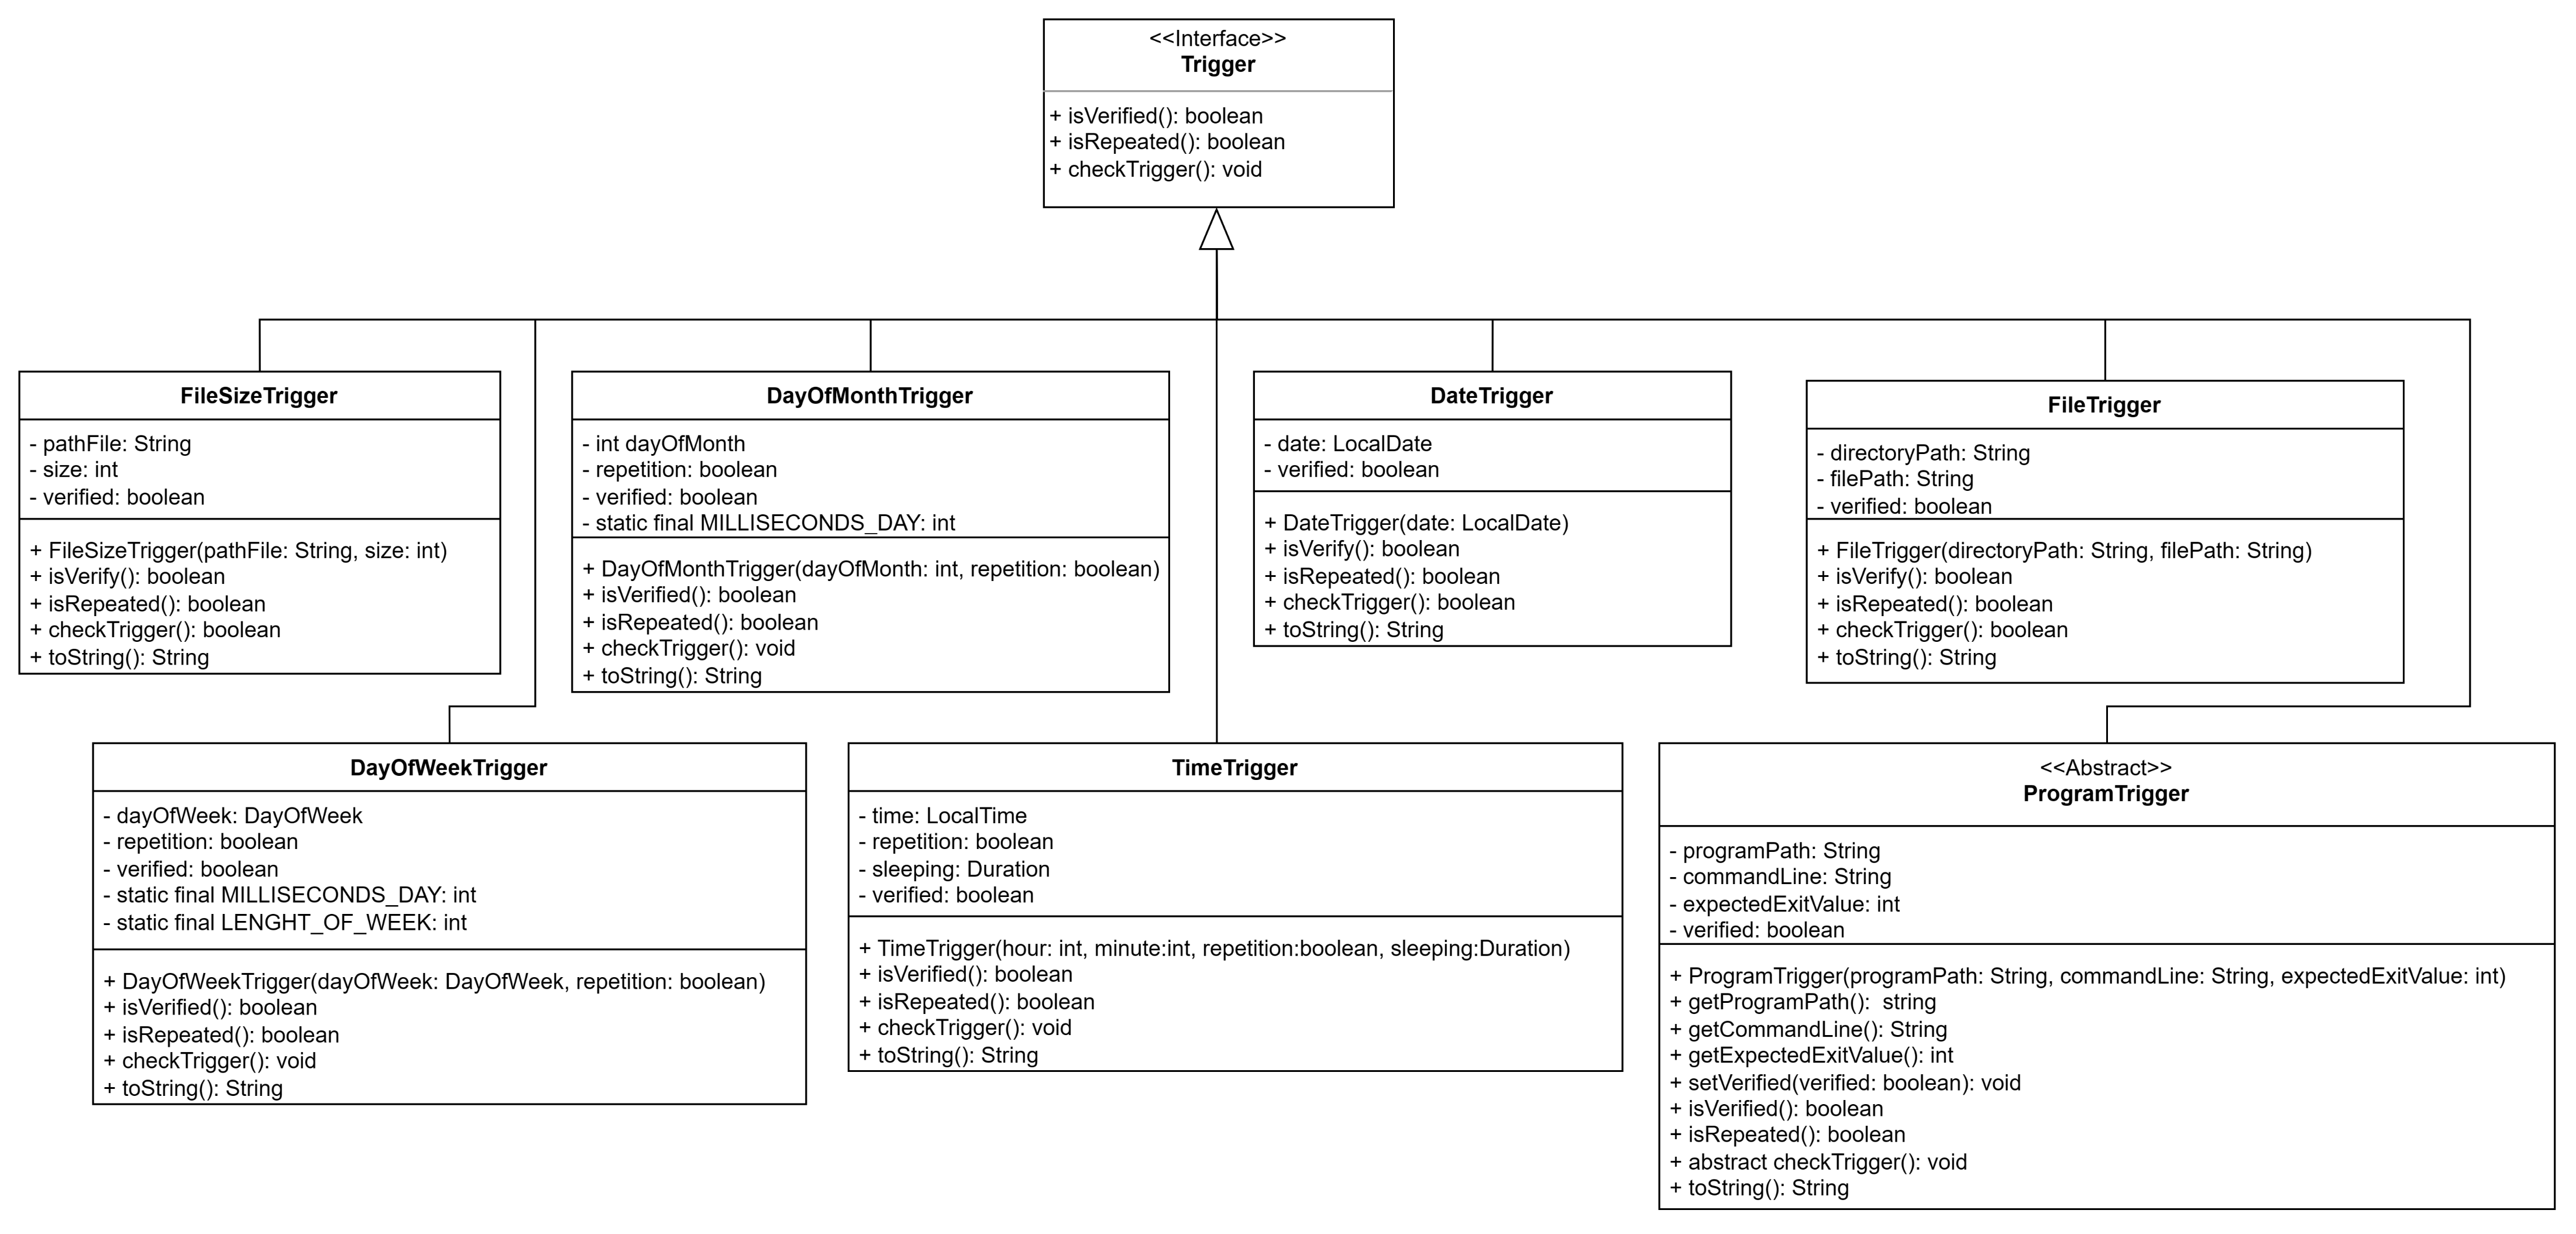 <<Interface>>
Trigger
+ isVerified(): boolean
+ isRepeated(): boolean
+ checkTrigger(): void
FileSizeTrigger
- pathFile: String
- size: int
- verified: boolean
+ FileSizeTrigger(pathFile: String, size: int)
+ isVerify(): boolean
+ isRepeated(): boolean
+ checkTrigger(): boolean
+ toString(): String
DayOfMonthTrigger
- int dayOfMonth
- repetition: boolean
- verified: boolean
- static final MILLISECONDS_DAY: int
+ DayOfMonthTrigger(dayOfMonth: int, repetition: boolean)
+ isVerified(): boolean
+ isRepeated(): boolean
+ checkTrigger(): void
+ toString(): String
DateTrigger
- date: LocalDate
- verified: boolean
+ DateTrigger(date: LocalDate)
+ isVerify(): boolean
+ isRepeated(): boolean
+ checkTrigger(): boolean
+ toString(): String
FileTrigger
- directoryPath: String
- filePath: String
- verified: boolean
+ FileTrigger(directoryPath: String, filePath: String)
+ isVerify(): boolean
+ isRepeated(): boolean
+ checkTrigger(): boolean
+ toString(): String
DayOfWeekTrigger
- dayOfWeek: DayOfWeek
- repetition: boolean
- verified: boolean
- static final MILLISECONDS_DAY: int
- static final LENGHT_OF_WEEK: int
+ DayOfWeekTrigger(dayOfWeek: DayOfWeek, repetition: boolean)
+ isVerified(): boolean
+ isRepeated(): boolean
+ checkTrigger(): void
+ toString(): String
TimeTrigger
- time: LocalTime
- repetition: boolean
- sleeping: Duration
- verified: boolean
+ TimeTrigger(hour: int, minute:int, repetition:boolean, sleeping:Duration)
+ isVerified(): boolean
+ isRepeated(): boolean
+ checkTrigger(): void
+ toString(): String
<<Abstract>>
ProgramTrigger
- programPath: String
- commandLine: String
- expectedExitValue: int
- verified: boolean
+ ProgramTrigger(programPath: String, commandLine: String, expectedExitValue: int)
+ getProgramPath():  string
+ getCommandLine(): String
+ getExpectedExitValue(): int
+ setVerified(verified: boolean): void
+ isVerified(): boolean
+ isRepeated(): boolean
+ abstract checkTrigger(): void
+ toString(): String